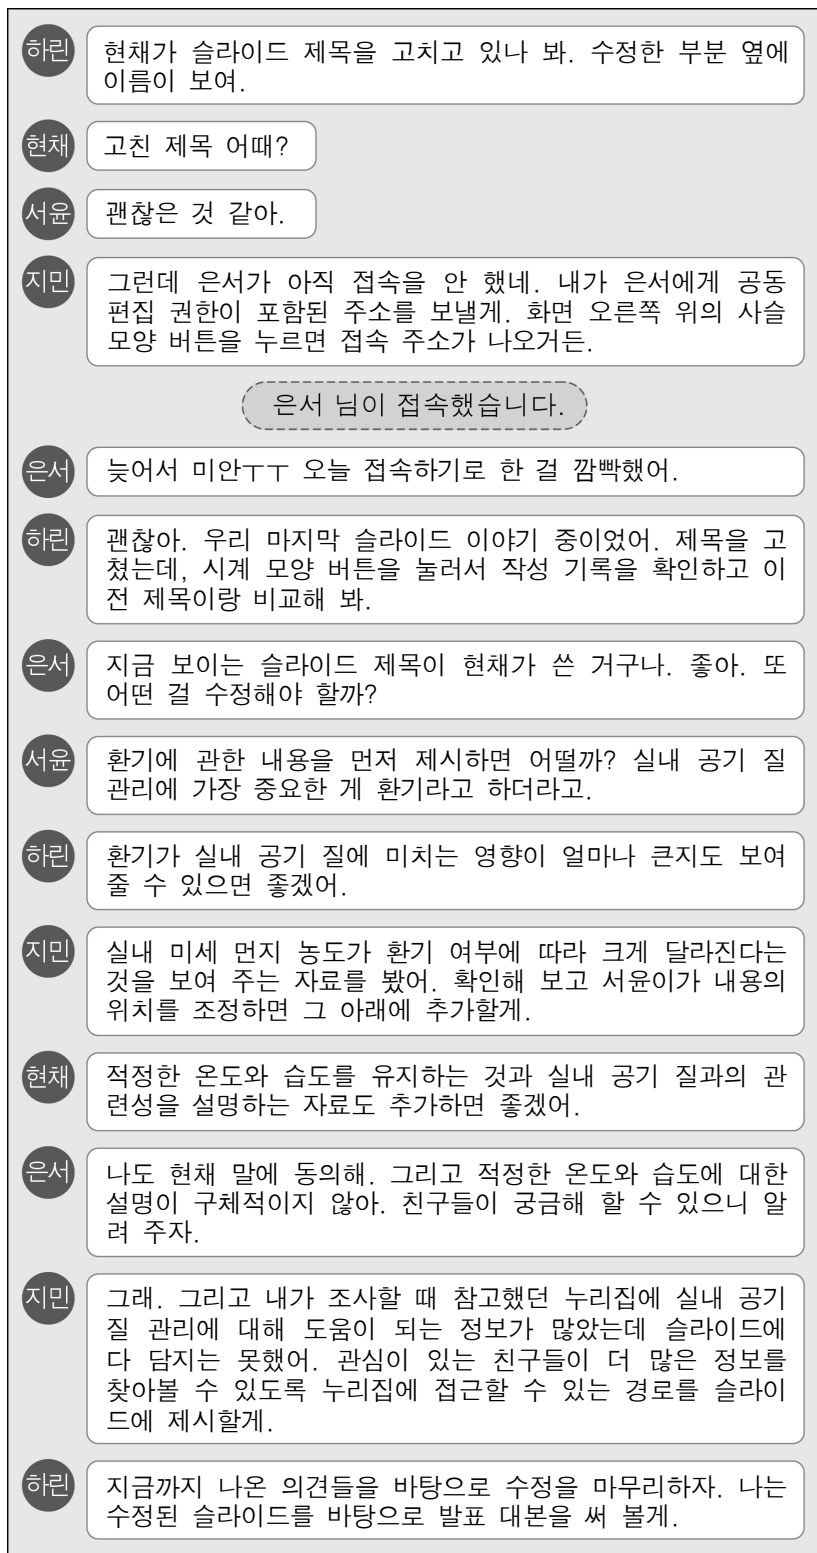 하린
현채가 슬라이드 제목을 고치고 있나 봐. 수정한 부분 옆에
이름이 보여.
현채
고친 제목 어때?
서윤
괜찮은 것 같아.
지민
그런데 은서가 아직 접속을 안 했네. 내가 은서에게 공동
편집 권한이 포함된 주소를 보낼게. 화면 오른쪽 위의 사슬
모양 버튼을 누르면 접속 주소가 나오거든.
은서 님이 접속했습니다.
은서
늦어서 미안ㅜㅜ 오늘 접속하기로 한 걸 깜빡했어.
하린
괜찮아. 우리 마지막 슬라이드 이야기 중이었어. 제목을 고
쳤는데, 시계 모양 버튼을 눌러서 작성 기록을 확인하고 이
전 제목이랑 비교해 봐.
은서
지금 보이는 슬라이드 제목이 현채가 쓴 거구나. 좋아. 또
어떤 걸 수정해야 할까?
서윤
환기에 관한 내용을 먼저 제시하면 어떨까? 실내 공기 질
관리에 가장 중요한 게 환기라고 하더라고.
하린
환기가 실내 공기 질에 미치는 영향이 얼마나 큰지도 보여
줄 수 있으면 좋겠어.
지민
실내 미세 먼지 농도가 환기 여부에 따라 크게 달라진다는
것을 보여 주는 자료를 봤어. 확인해 보고 서윤이가 내용의
위치를 조정하면 그 아래에 추가할게.
현채
적정한 온도와 습도를 유지하는 것과 실내 공기 질과의 관
련성을 설명하는 자료도 추가하면 좋겠어.
은서
나도 현채 말에 동의해. 그리고 적정한 온도와 습도에 대한
설명이 구체적이지 않아. 친구들이 궁금해 할 수 있으니 알
려 주자.
지민
그래. 그리고 내가 조사할 때 참고했던 누리집에 실내 공기
질 관리에 대해 도움이 되는 정보가 많았는데 슬라이드에
다 담지는 못했어. 관심이 있는 친구들이 더 많은 정보를
찾아볼 수 있도록 누리집에 접근할 수 있는 경로를 슬라이
드에 제시할게.
하린
지금까지 나온 의견들을 바탕으로 수정을 마무리하자. 나는
수정된 슬라이드를 바탕으로 발표 대본을 써 볼게.